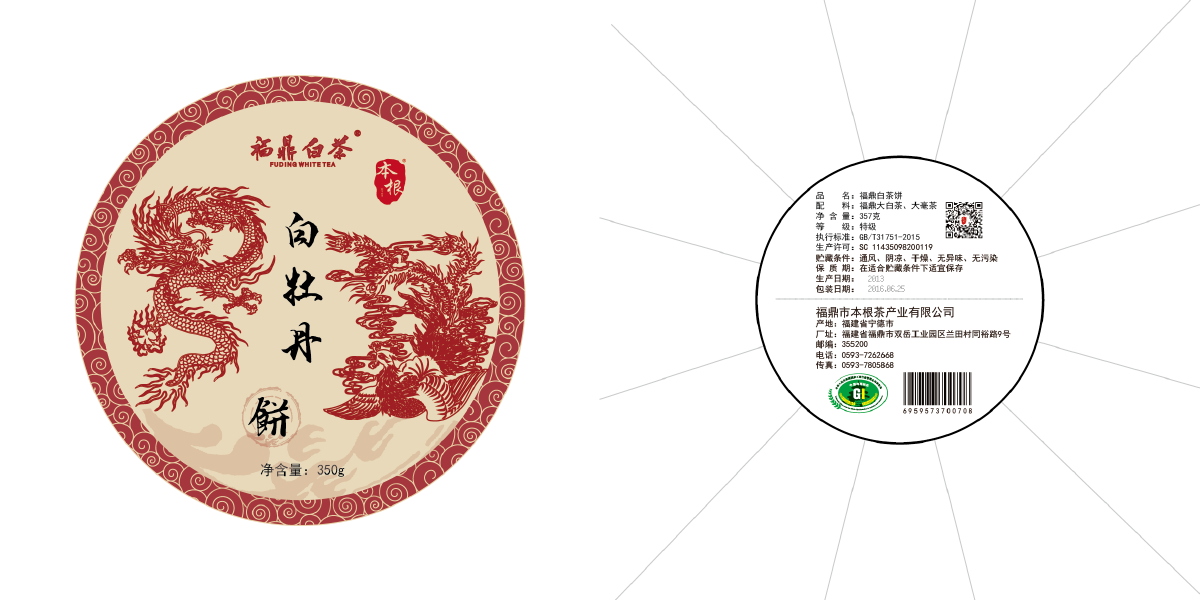 福鼎白茶
FUDING WHITE TEA
本根
白牡丹
餅
净含量：350g
品 名：福鼎白茶饼
配 料：福鼎大白茶、大毫茶
净 含 量：357克
等 级：特级
执行标准：GB/T31751-2015
生产许可：SC 11435098200119
贮藏条件：通风、阴凉、干燥、无异味、无污染
保 质 期：在适合贮藏条件下适宜保存
生产日期： 2013
包装日期： 2016.06.25
福鼎市本根茶产业有限公司
产地：福建省宁德市
厂址：福建省福鼎市双岳工业园区兰田村同裕路9号
邮编：355200
电话：0593-7262668
传真：0593-7805868
GI
6959573700708